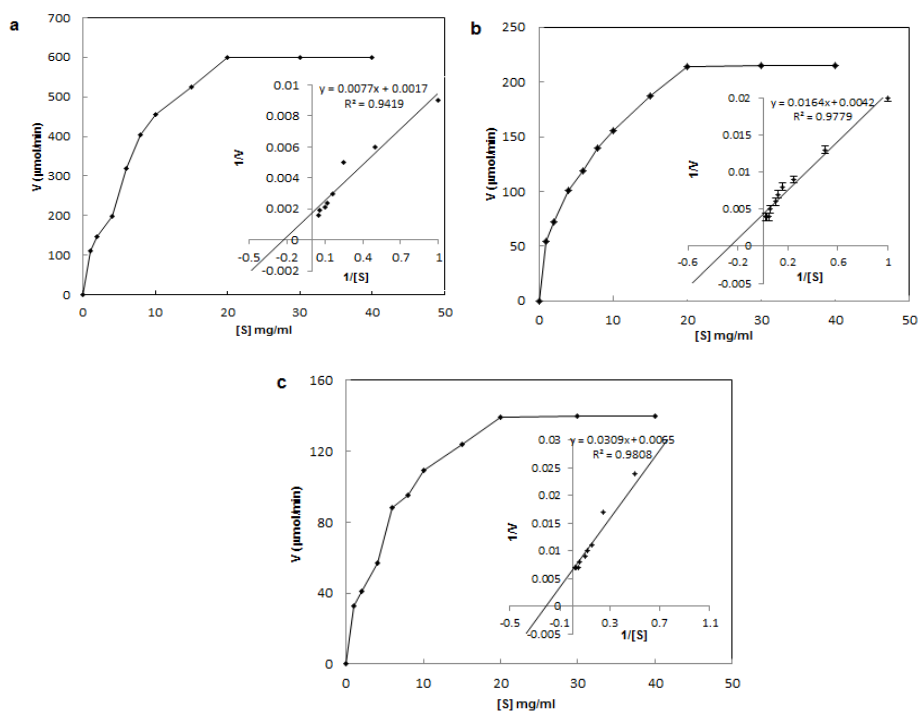 a
700
600
500
400
300
200
100
0
V (µmol/min)
0 10 20 30 40 50
[S] mg/ml
0.01
0.008
0.006
0.004
0.002
0
-0.002
1/V
y = 0.0077x + 0.0017
R² = 0.9419
-0.5 -0.2 0.1 0.4 0.7 1
1/[S]
b
250
200
150
100
50
0
V (µmol/min)
0 10 20 30 40 50
[S] mg/ml
0.02
0.015
0.01
0.005
0
-0.005
1/V
y = 0.0164x + 0.0042
R² = 0.9779
-0.6 -0.2 0.2 0.6 1
1/[S]
c
160
120
80
40
0
V (µmol/min)
0 10 20 30 40 50
[S] mg/ml
0.03
0.025
0.02
0.015
0.01
0.005
0
-0.005
1/V
y = 0.0309x + 0.0065
R² = 0.9808
-0.5 -0.1 0.3 0.7 1.1
1/[S]